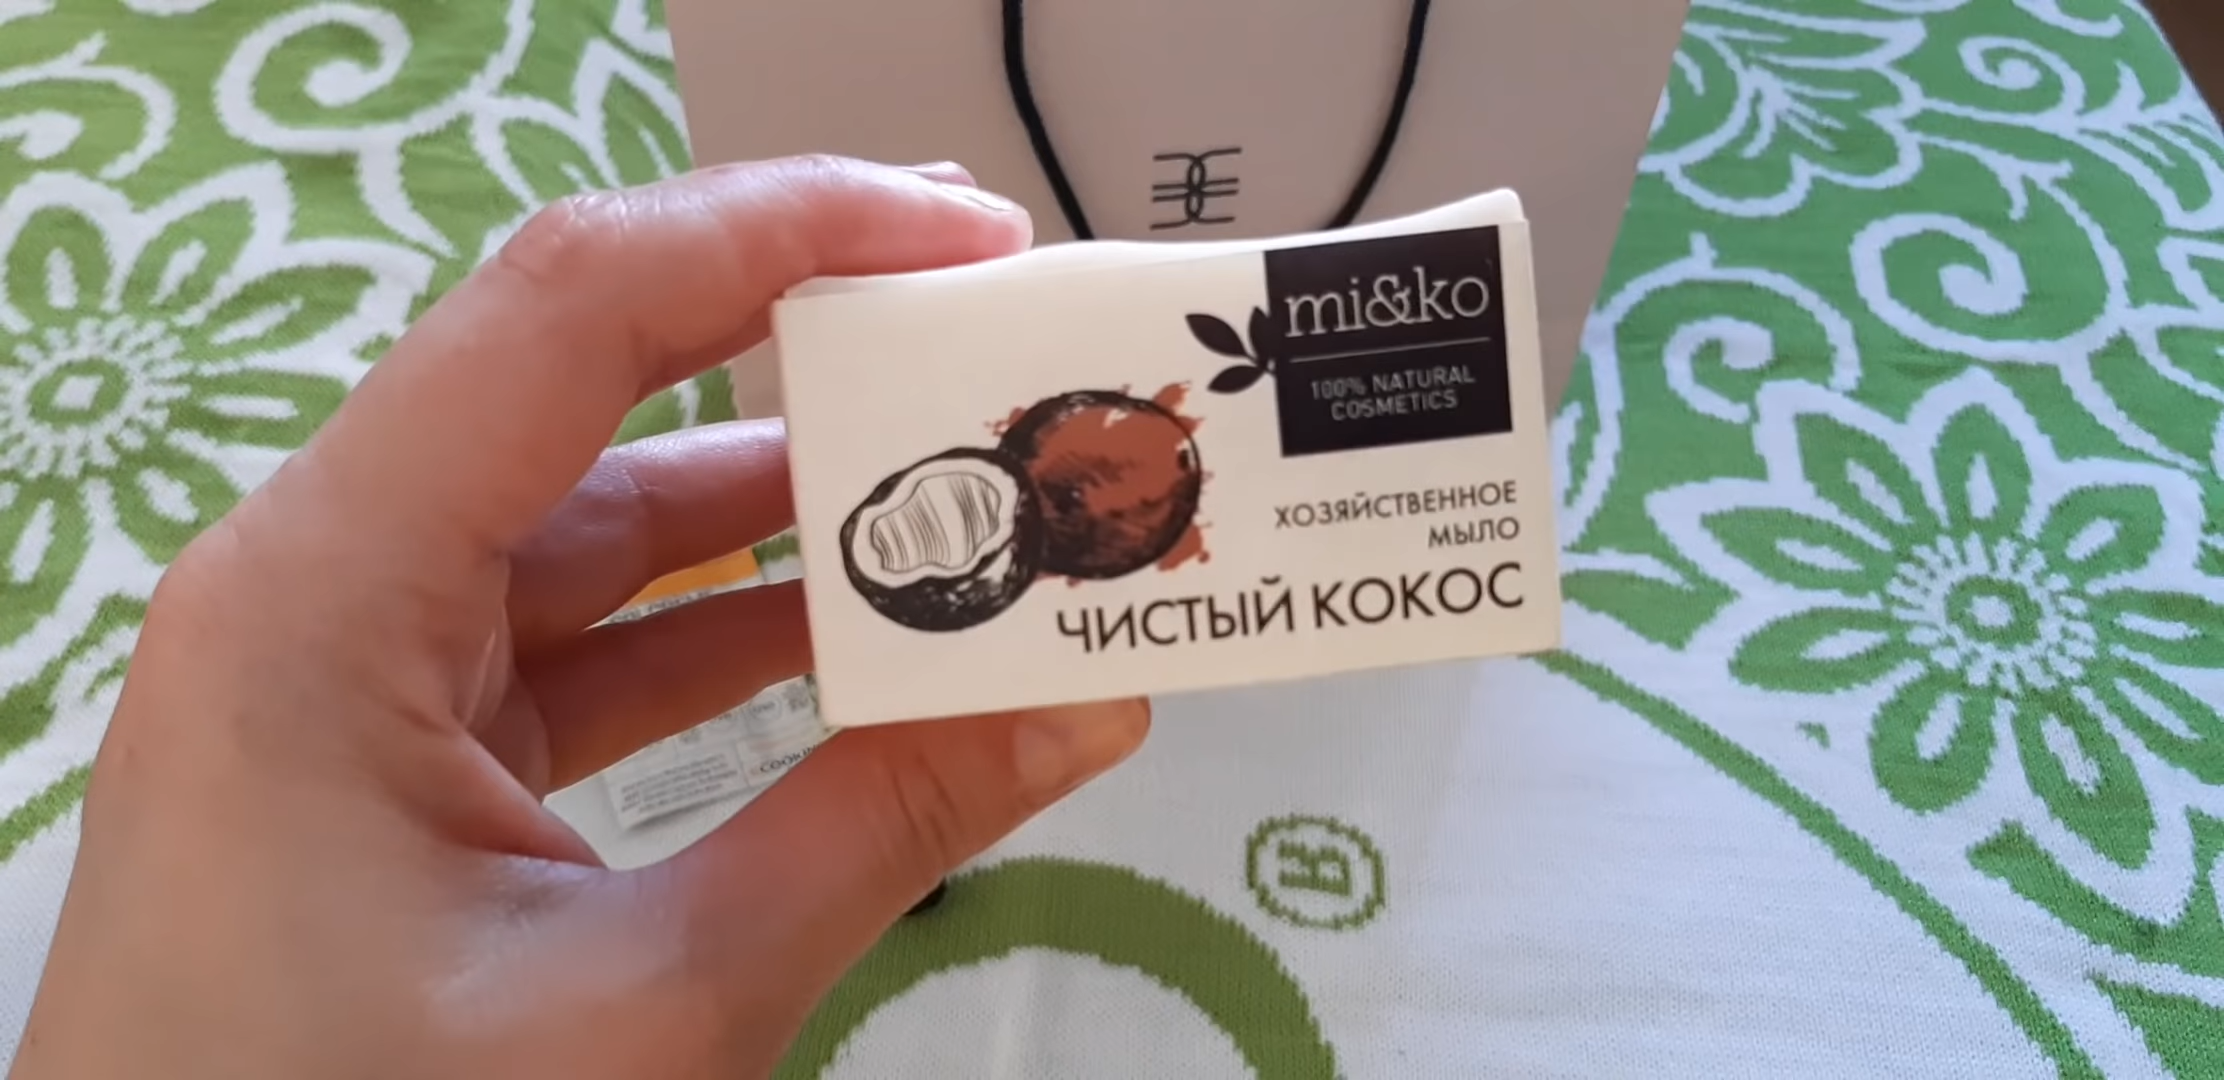 mi&ko
100% NATURAL
COSMETICS
ХОЗЯЙСТВЕННОЕ
МЫЛО
ЧИСТЫЙ КОКОС